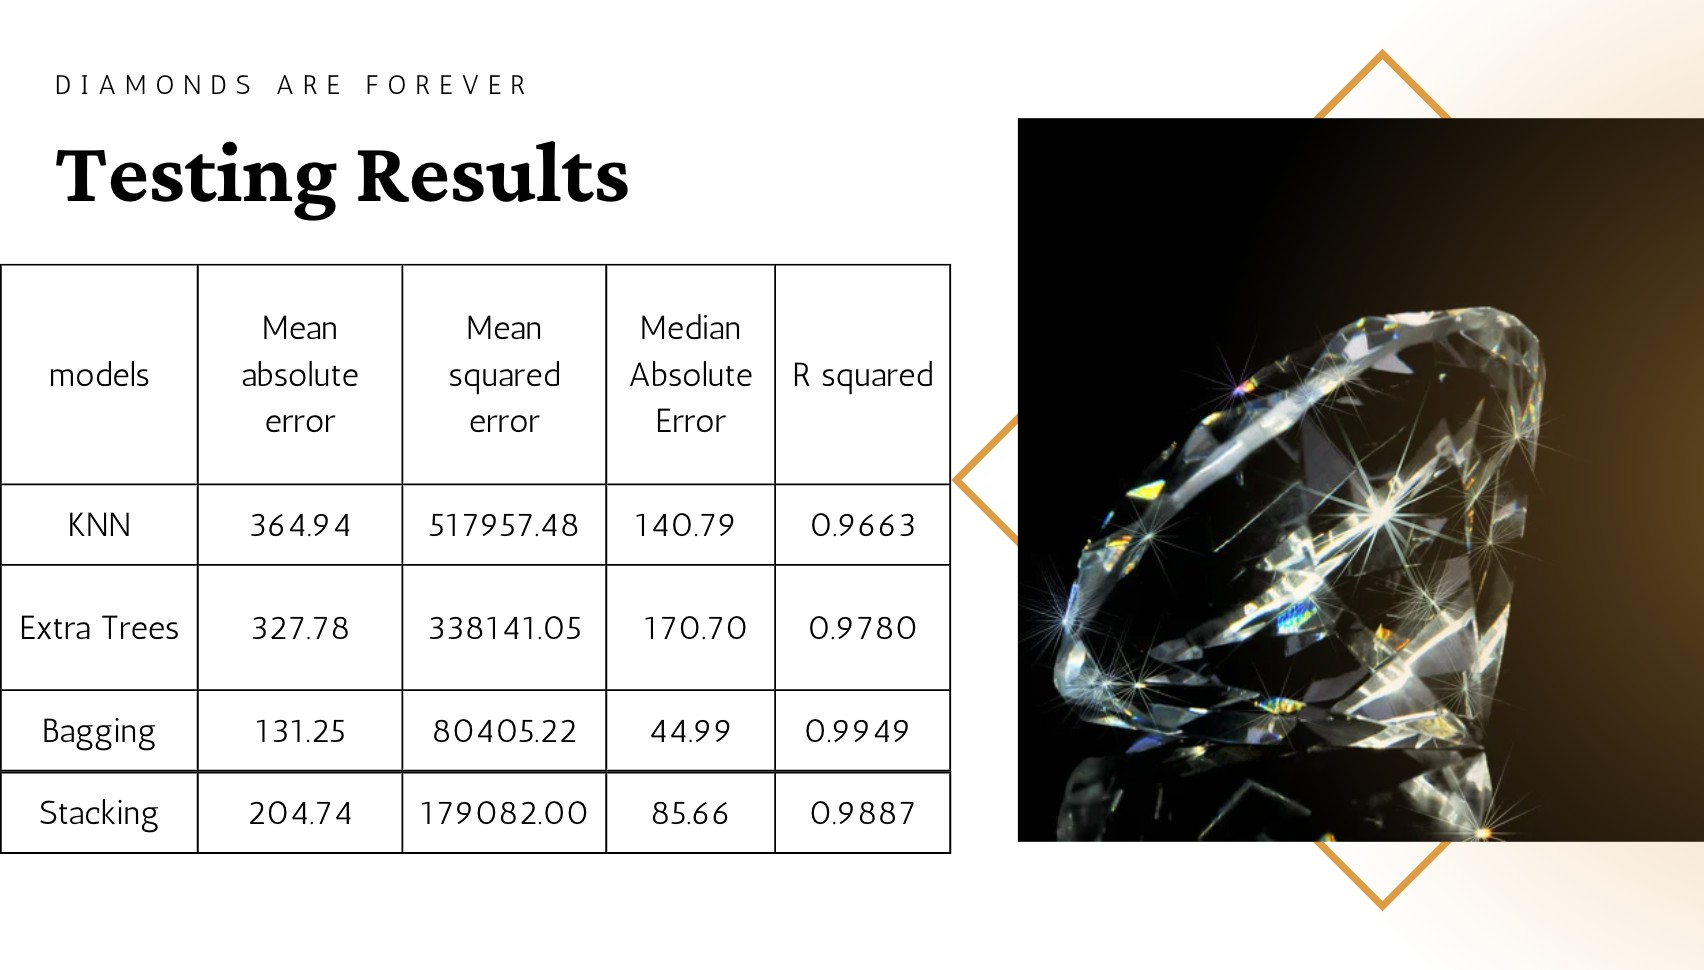 DIAMONDS ARE FOREVER
Testing Results
models
Mean
absolute
error
Mean
squared
error
Median
Absolute
Error
R squared
KNN 364.94 517957.48 140.79 0.9663
Extra Trees 327.78 338141.05 170.70 0.9780
Bagging 131.25 80405.22 44.99 0.9949
Stacking 204.74 179082.00 85.66 0.9887